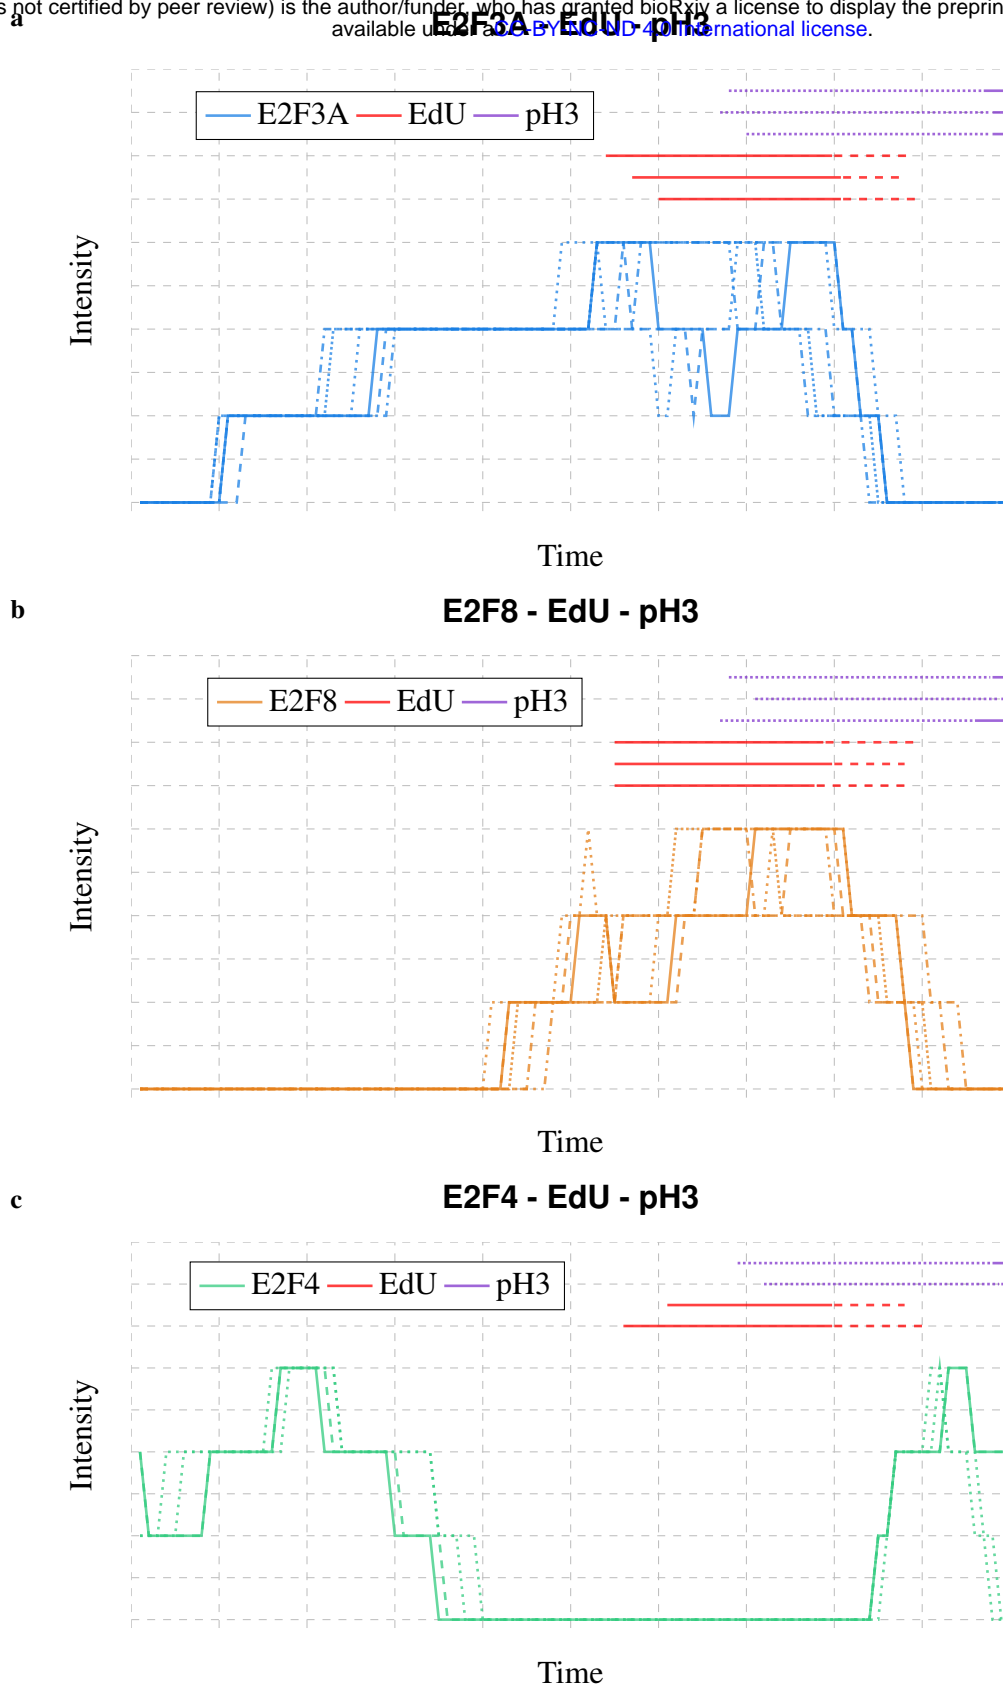 s not certified by peer review) is the author/funder, who has granted bioRxiv a license to display the preprin
available under aCC-BY-NC-ND 4.0 International license.
a
E2F3A - EdU - pH3
E2F3A EdU pH3
Intensity
Time
b
E2F8 - EdU - pH3
E2F8 EdU pH3
Intensity
Time
c
E2F4 - EdU - pH3
E2F4 EdU pH3
Intensity
Time